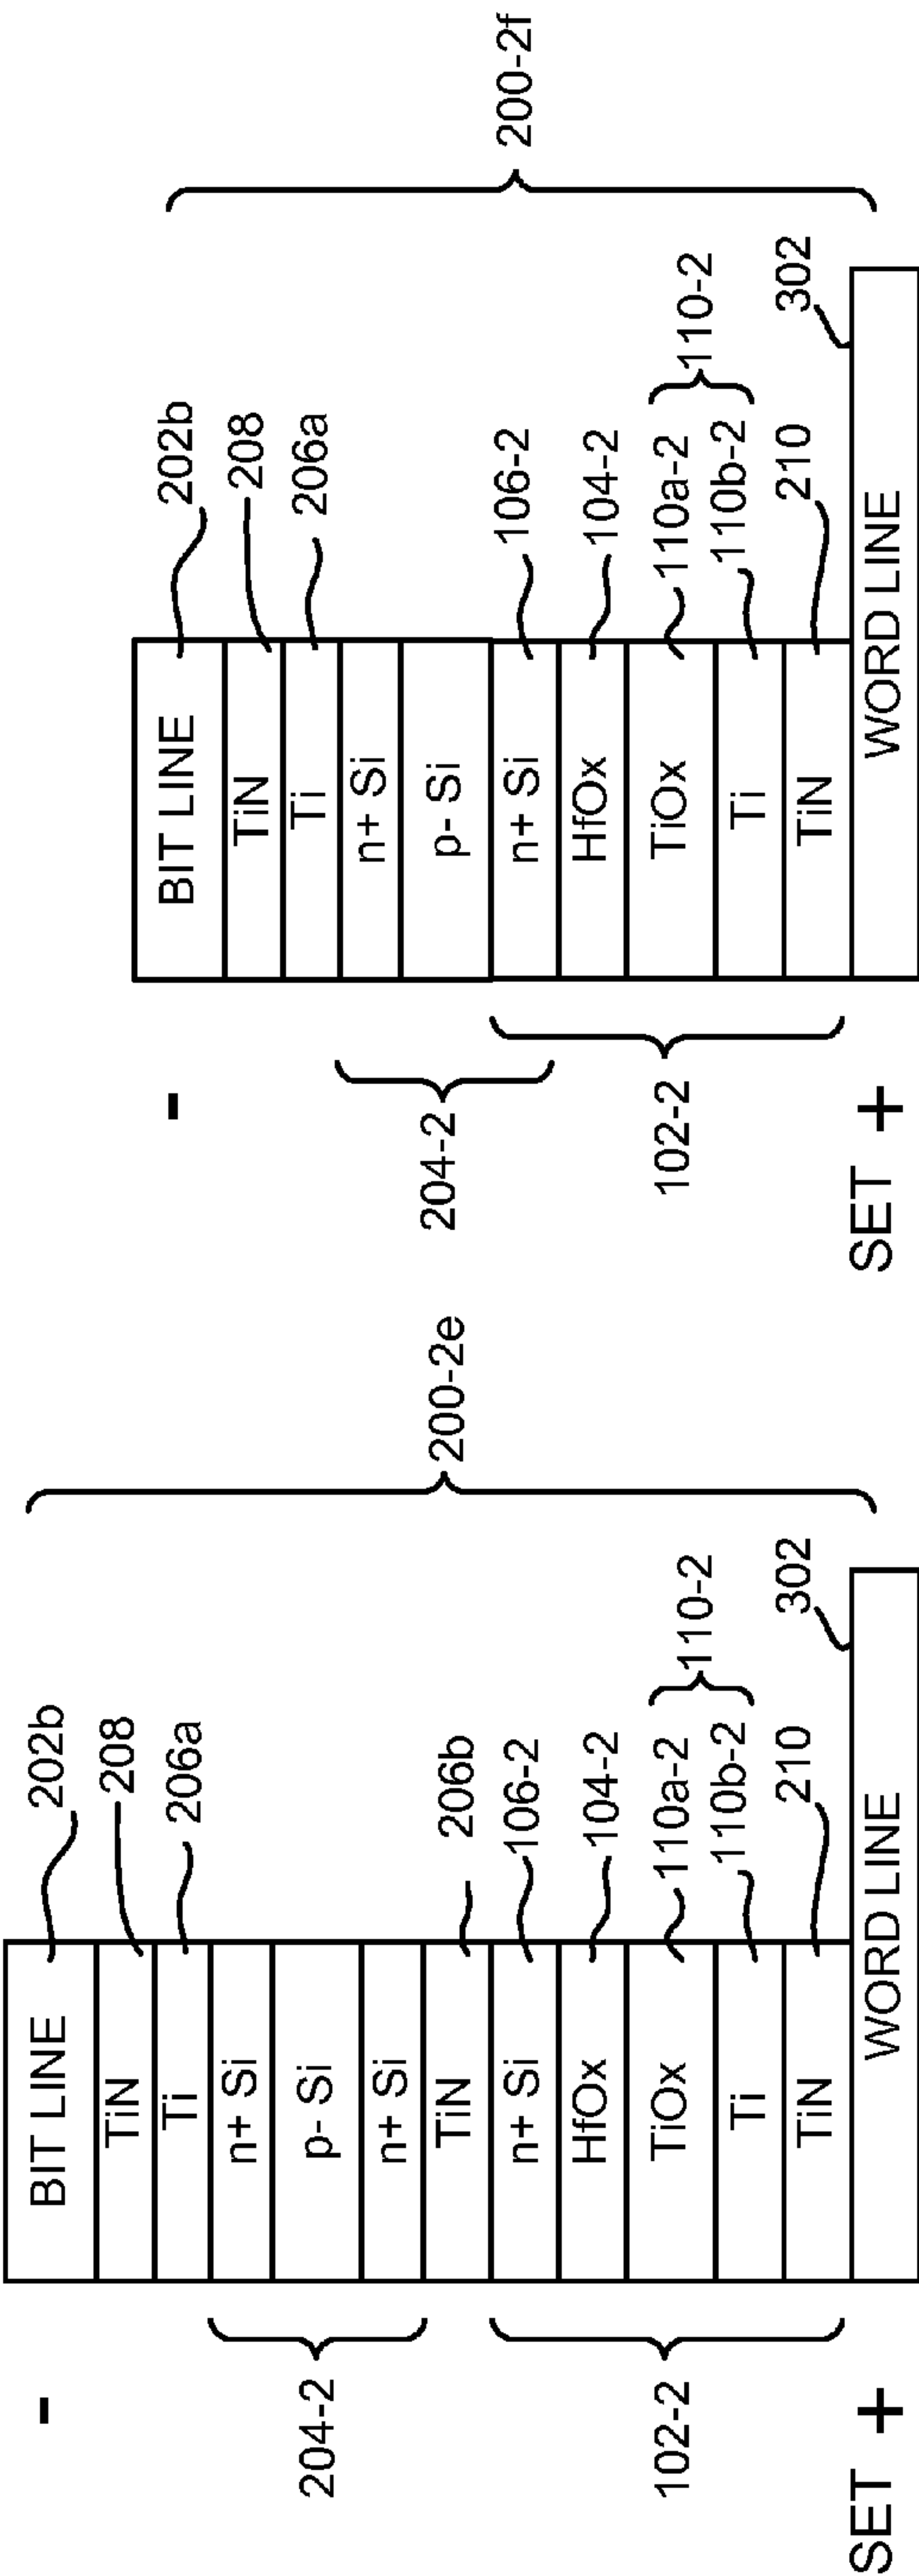 -
BIT LINE
202b
TiN
208
Ti
206a
n+ Si
p- Si
n+ Si
204-2
TiN
206b
n+ Si
106-2
HfOx
104-2
TiOx
110a-2
Ti
110b-2
110-2
TiN
210
102-2
302
WORD LINE
SET +
200-2e
-
BIT LINE
202b
TiN
208
Ti
206a
n+ Si
p- Si
204-2
n+ Si
106-2
HfOx
104-2
TiOx
110a-2
Ti
110b-2
110-2
TiN
210
102-2
302
WORD LINE
SET +
200-2f